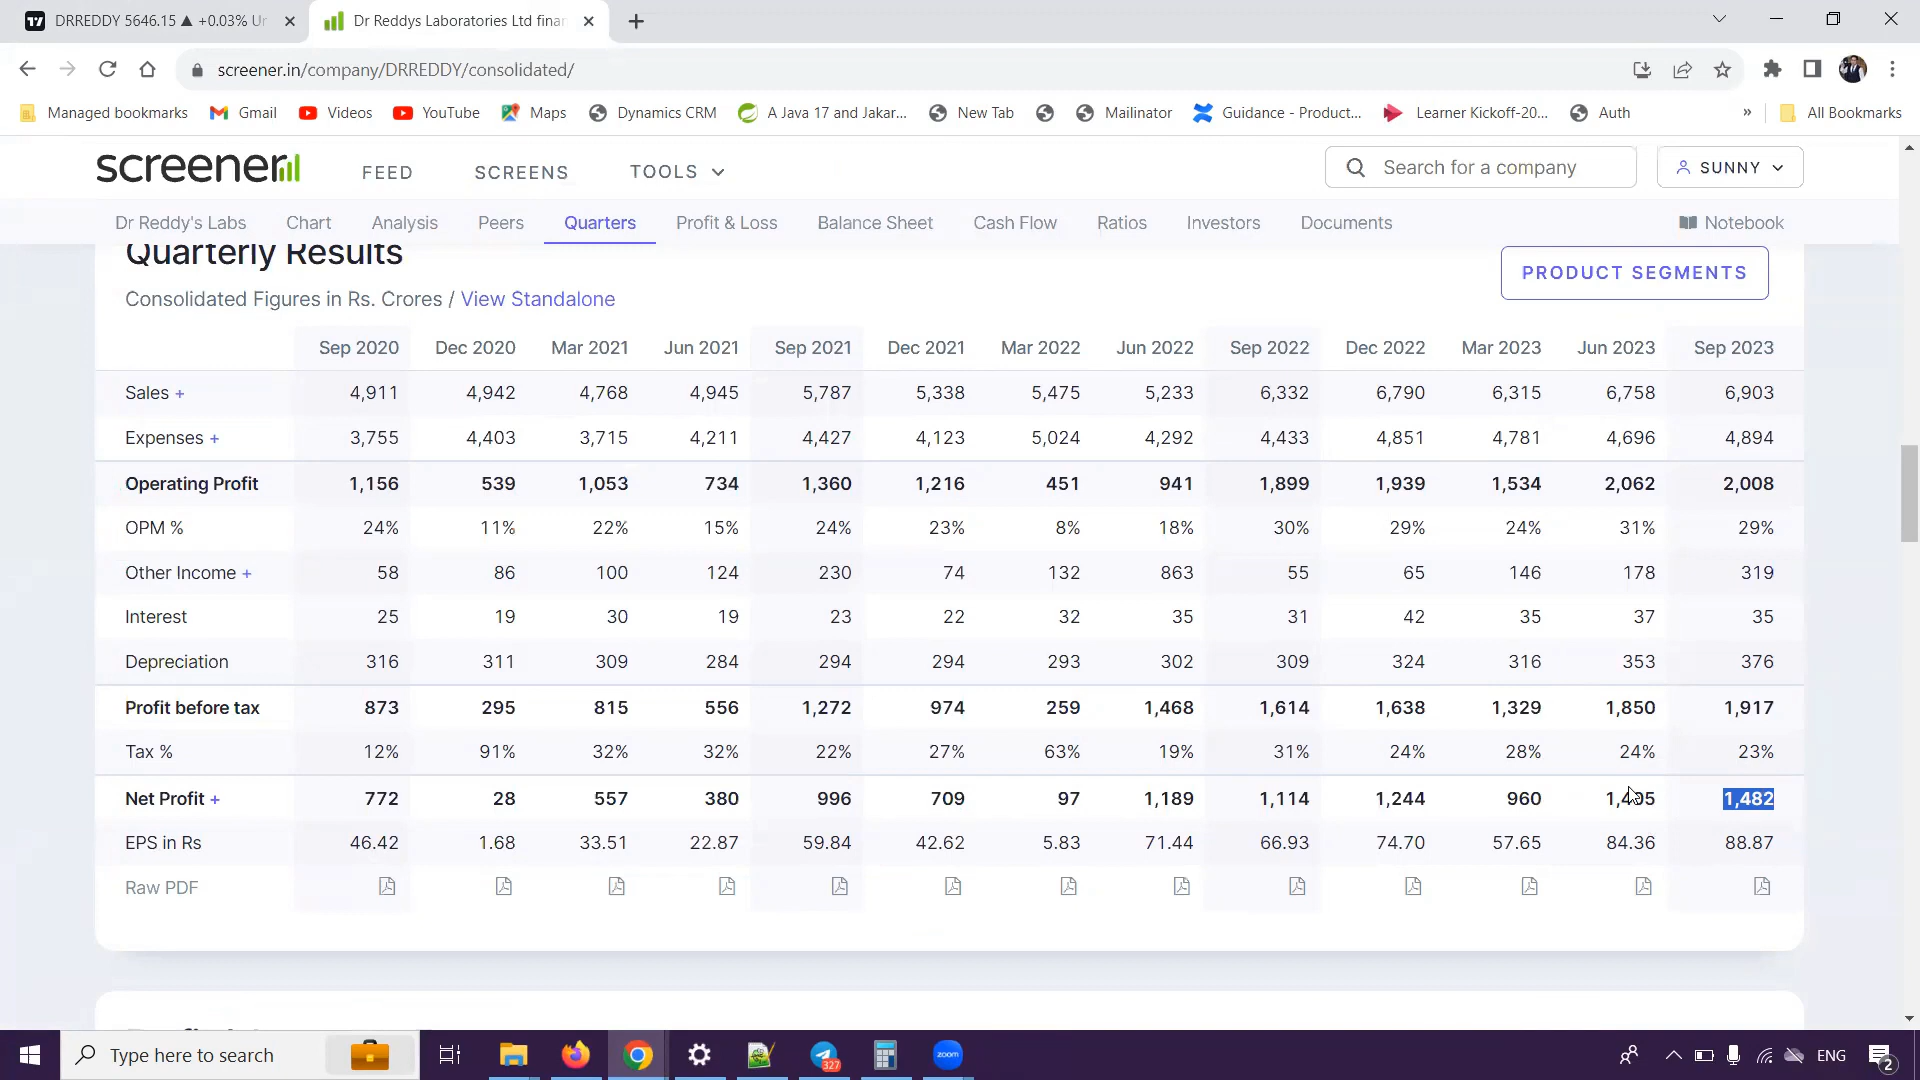 DRREDDY 5646.15 ▲ +0.03% Ur
Dr Reddys Laboratories Ltd finan
screener.in/company/DRREDDY/consolidated/
Managed bookmarks Gmail Videos YouTube Maps Dynamics CRM A Java 17 and Jakar... New Tab Mailinator Guidance - Product... Learner Kickoff-20... Auth » All Bookmarks
screener FEED SCREENS TOOLS Search for a company SUNNY
Dr Reddy's Labs Chart Analysis Peers Quarters Profit & Loss Balance Sheet Cash Flow Ratios Investors Documents Notebook
Quarterly Results
PRODUCT SEGMENTS
Consolidated Figures in Rs. Crores / View Standalone
Sep 2020 Dec 2020 Mar 2021 Jun 2021 Sep 2021 Dec 2021 Mar 2022 Jun 2022 Sep 2022 Dec 2022 Mar 2023 Jun 2023 Sep 2023
Sales + 4,911 4,942 4,768 4,945 5,787 5,338 5,475 5,233 6,332 6,790 6,315 6,758 6,903
Expenses + 3,755 4,403 3,715 4,211 4,427 4,123 5,024 4,292 4,433 4,851 4,781 4,696 4,894
Operating Profit 1,156 539 1,053 734 1,360 1,216 451 941 1,899 1,939 1,534 2,062 2,008
OPM % 24% 11% 22% 15% 24% 23% 8% 18% 30% 29% 24% 31% 29%
Other Income + 58 86 100 124 230 74 132 863 55 65 146 178 319
Interest 25 19 30 19 23 22 32 35 31 42 35 37 35
Depreciation 316 311 309 284 294 294 293 302 309 324 316 353 376
Profit before tax 873 295 815 556 1,272 974 259 1,468 1,614 1,638 1,329 1,850 1,917
Tax % 12% 91% 32% 32% 22% 27% 63% 19% 31% 24% 28% 24% 23%
Net Profit + 772 28 557 380 996 709 97 1,189 1,114 1,244 960 1,405 1,482
EPS in Rs 46.42 1.68 33.51 22.87 59.84 42.62 5.83 71.44 66.93 74.70 57.65 84.36 88.87
Raw PDF
Type here to search 327 zoom ENG 2